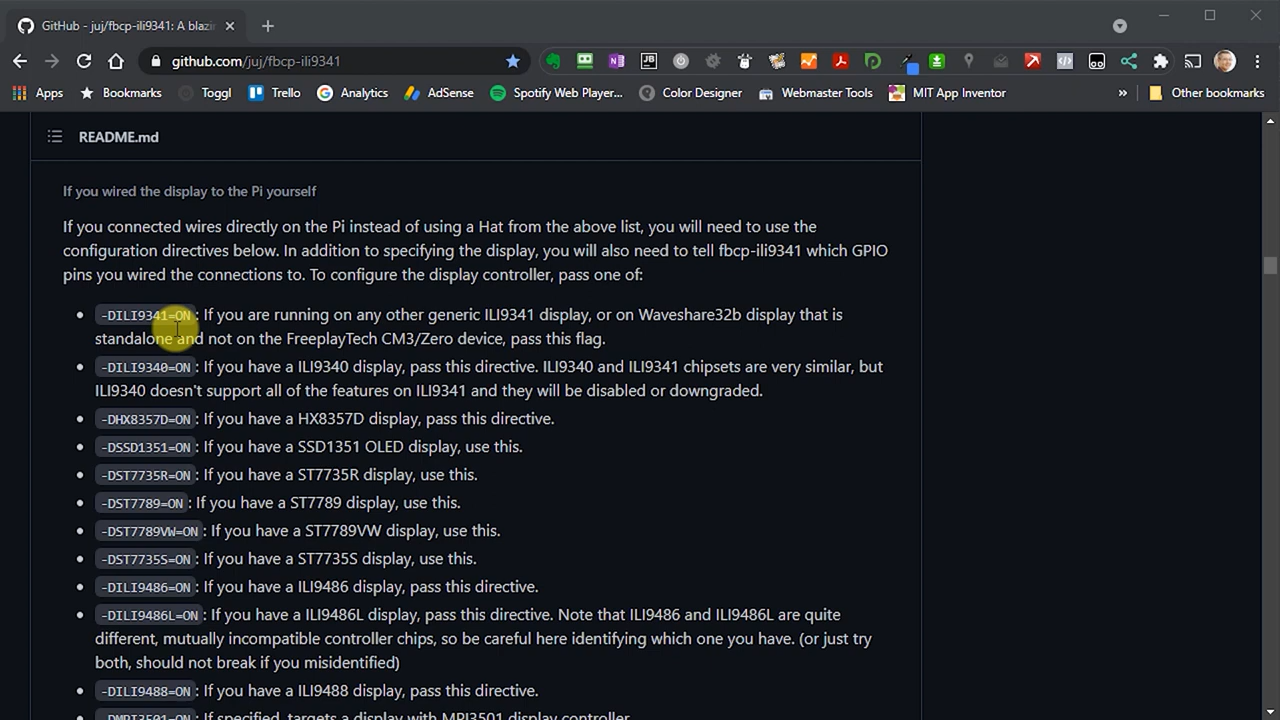 GitHub - juj/fbcp-ili9341: A blazi
github.com/juj/fbcp-ili9341
Apps Bookmarks Toggl Trello Analytics AdSense Spotify Web Player... Color Designer Webmaster Tools MIT App Inventor » Other bookmarks
README.md
If you wired the display to the Pi yourself
If you connected wires directly on the Pi instead of using a Hat from the above list, you will need to use the
configuration directives below. In addition to specifying the display, you will also need to tell fbcp-ili9341 which GPIO
pins you wired the connections to. To configure the display controller, pass one of:
-DILI9341=ON: If you are running on any other generic ILI9341 display, or on Waveshare32b display that is
standalone and not on the FreeplayTech CM3/Zero device, pass this flag.
-DILI9340=ON: If you have a ILI9340 display, pass this directive. ILI9340 and ILI9341 chipsets are very similar, but
ILI9340 doesn't support all of the features on ILI9341 and they will be disabled or downgraded.
-DHX8357D=ON: If you have a HX8357D display, pass this directive.
-DSSD1351=ON: If you have a SSD1351 OLED display, use this.
-DST7735R=ON: If you have a ST7735R display, use this.
-DST7789=ON: If you have a ST7789 display, use this.
-DST7789VW=ON: If you have a ST7789VW display, use this.
-DST7735S=ON: If you have a ST7735S display, use this.
-DILI9486=ON: If you have a ILI9486 display, pass this directive.
-DILI9486L=ON: If you have a ILI9486L display, pass this directive. Note that ILI9486 and ILI9486L are quite
different, mutually incompatible controller chips, so be careful here identifying which one you have. (or just try
both, should not break if you misidentified)
-DILI9488=ON: If you have a ILI9488 display, pass this directive.
-DMPI3501=ON: If specified, targets a display with MPI3501 display controller.